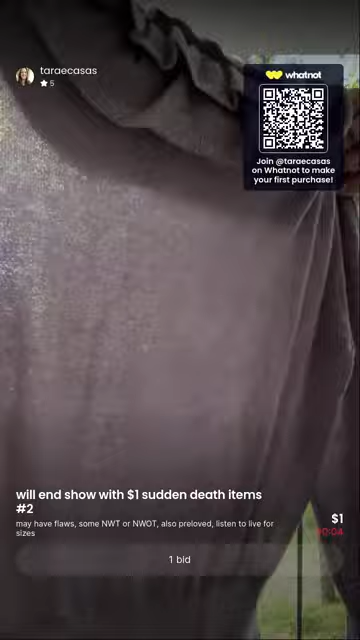 taraecasas
5
whatnot
Join @taraecasas
on Whatnot to make
your first purchase!
will end show with $1 sudden death items
#2
may have flaws, some NWT or NWOT, also preloved, listen to live for
sizes
$1
00:04
1 bid